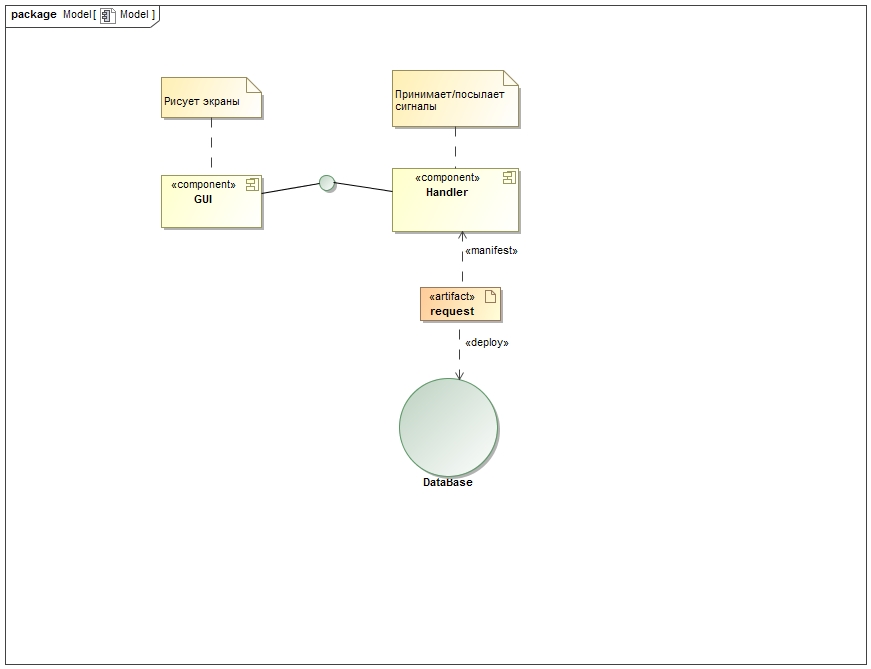 package Model[ Model ]
Рисует экраны
Принимает/посылает
сигналы
«component»
GUI
«component»
Handler
«manifest»
«artifact»
request
«deploy»
DataBase